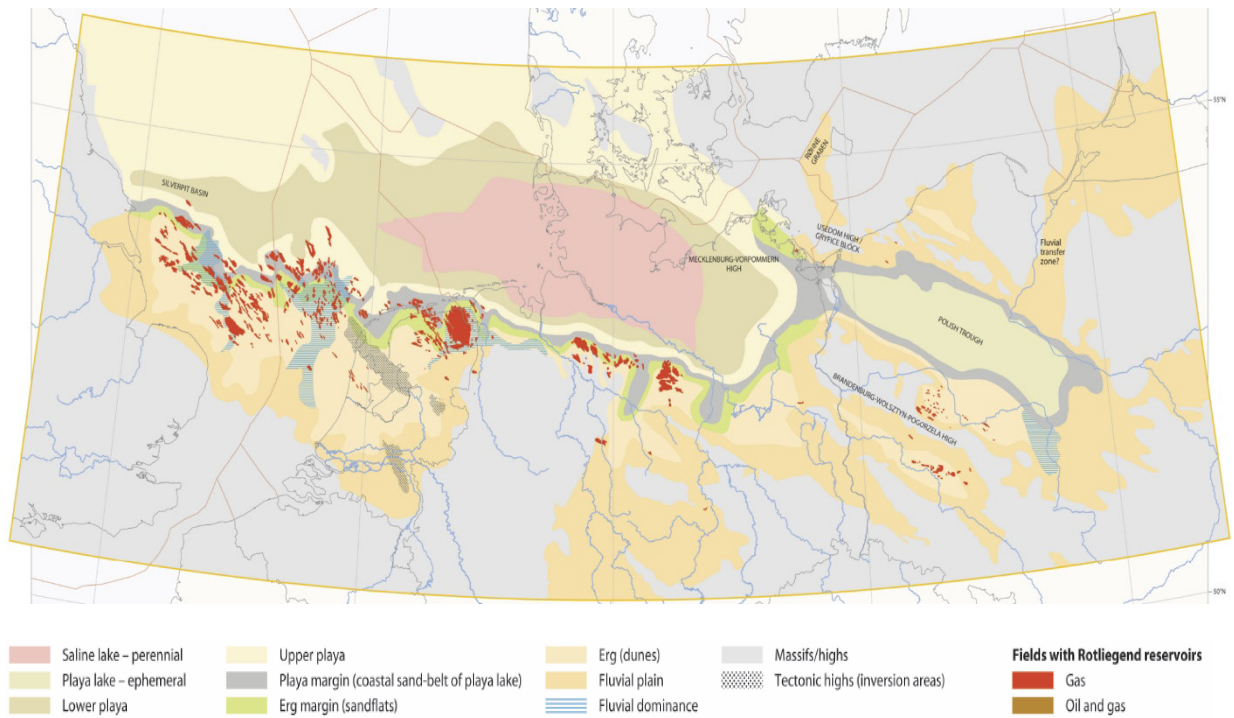 55°N
RØNNE
GRABEN
SILVERPIT BASIN
USEDOM HIGH /
GRYFICE BLOCK
Fluvial
transfer
zone?
MECKLENBURG-VORPOMMERN
HIGH
POLISH TROUGH
BRANDENBURG-WOLSZTYN-POGORZELA HIGH
50°N
Saline lake – perennial
Playa lake – ephemeral
Lower playa
Upper playa
Playa margin (coastal sand-belt of playa lake)
Erg margin (sandflats)
Erg (dunes)
Fluvial plain
Fluvial dominance
Massifs/highs
Tectonic highs (inversion areas)
Fields with Rotliegend reservoirs
Gas
Oil and gas